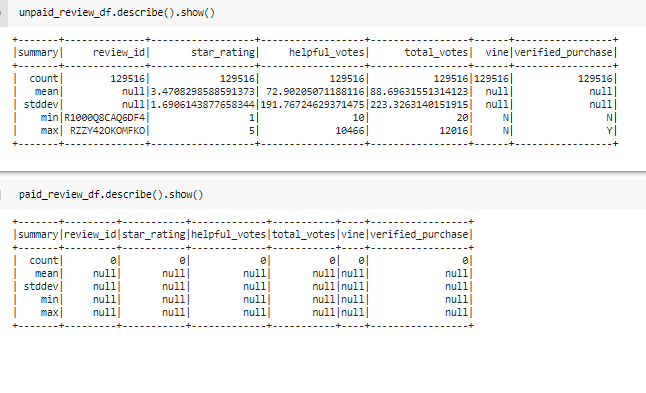 unpaid_review_df.describe().show()
+-------+--------------+------------------+------------------+-----------------+------+-----------------+
|summary|     review_id|       star_rating|     helpful_votes|      total_votes|  vine|verified_purchase|
+-------+--------------+------------------+------------------+-----------------+------+-----------------+
|  count|        129516|            129516|            129516|           129516|129516|           129516|
|   mean|          null|3.4708298588591373| 72.90205071188116|88.69631551314123|  null|             null|
| stddev|          null|1.6906143877658344|191.76724629371475|223.3263140151915|  null|             null|
|    min|R1000Q8CAQ6DF4|                 1|                10|               20|     N|                N|
|    max| RZZY42OKOMFKO|                 5|             10466|            12016|     N|                Y|
+-------+--------------+------------------+------------------+-----------------+------+-----------------+
paid_review_df.describe().show()
+-------+---------+-----------+-------------+-----------+----+-----------------+
|summary|review_id|star_rating|helpful_votes|total_votes|vine|verified_purchase|
+-------+---------+-----------+-------------+-----------+----+-----------------+
|  count|        0|          0|            0|          0|   0|                0|
|   mean|     null|       null|         null|       null|null|             null|
| stddev|     null|       null|         null|       null|null|             null|
|    min|     null|       null|         null|       null|null|             null|
|    max|     null|       null|         null|       null|null|             null|
+-------+---------+-----------+-------------+-----------+----+-----------------+